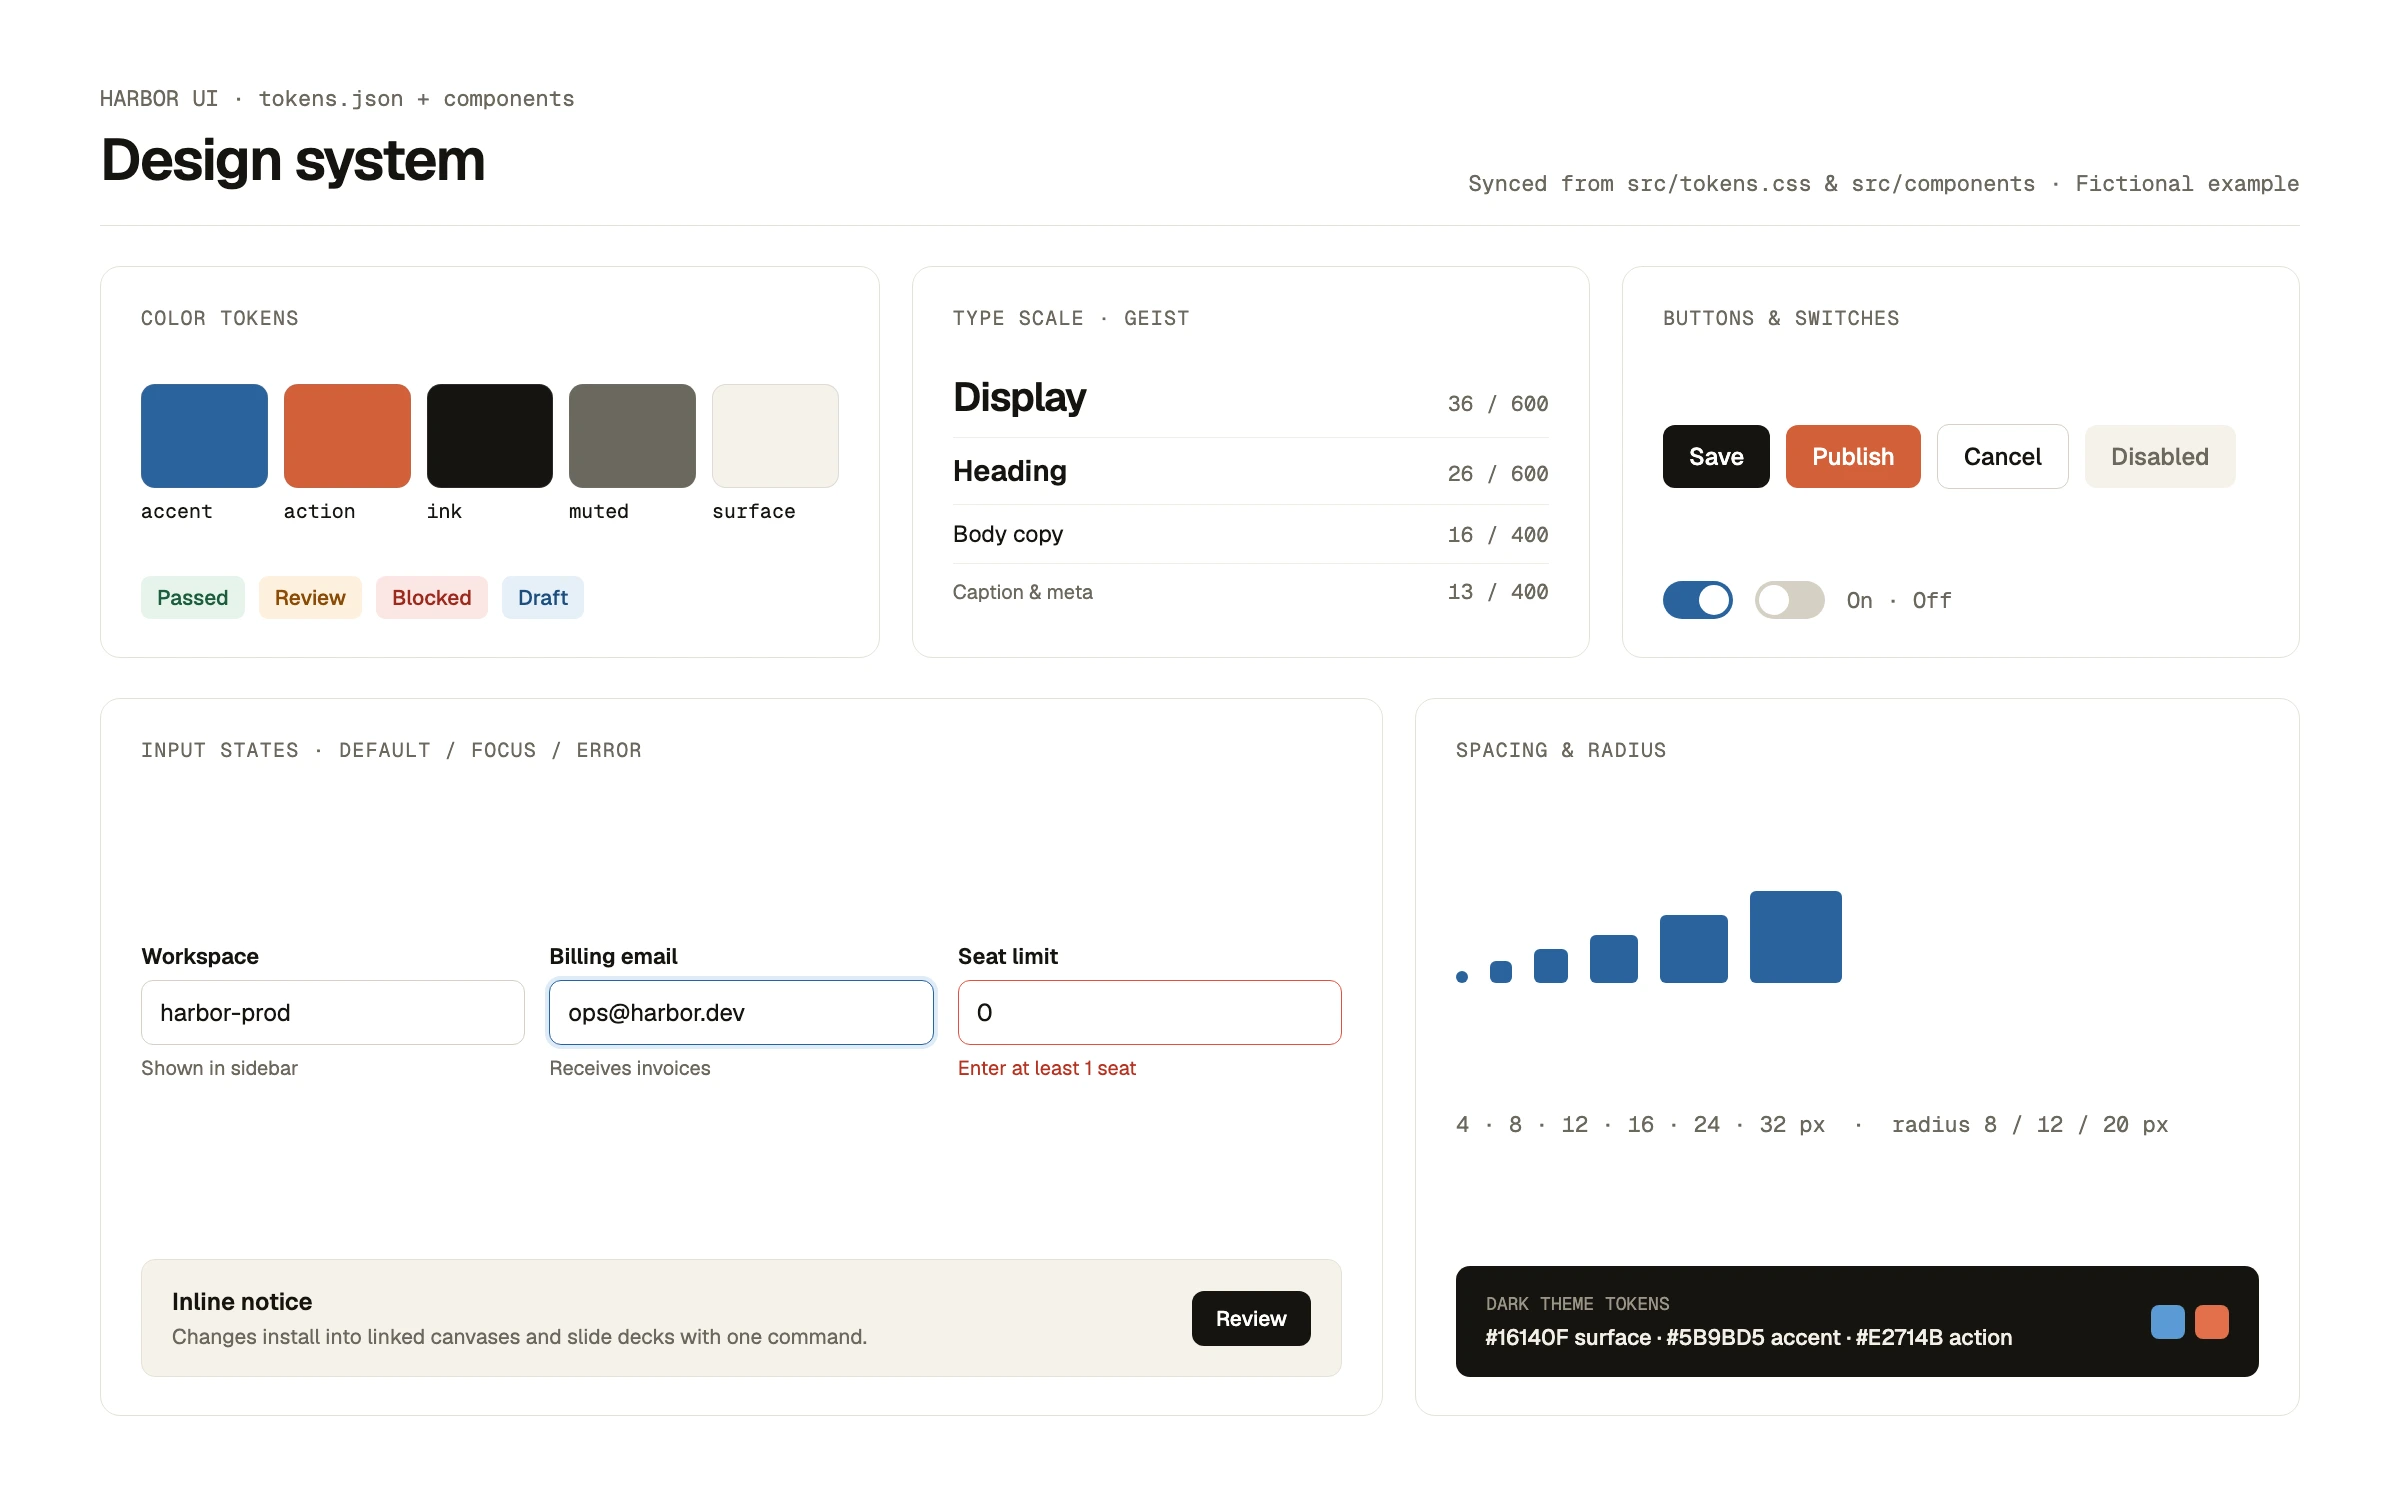 HARBOR UI · tokens.json + components
Design system
Synced from src/tokens.css & src/components · Fictional example
COLOR TOKENS
accent
action
ink
muted
surface
Passed
Review
Blocked
Draft
TYPE SCALE · GEIST
Display
36 / 600
Heading
26 / 600
Body copy
16 / 400
Caption & meta
13 / 400
BUTTONS & SWITCHES
Save
Publish
Cancel
Disabled
On · Off
INPUT STATES · DEFAULT / FOCUS / ERROR
Workspace
harbor-prod
Shown in sidebar
Billing email
ops@harbor.dev
Receives invoices
Seat limit
0
Enter at least 1 seat
Inline notice
Changes install into linked canvases and slide decks with one command.
Review
SPACING & RADIUS
4 · 8 · 12 · 16 · 24 · 32 px · radius 8 / 12 / 20 px
DARK THEME TOKENS
#16140F surface · #5B9BD5 accent · #E2714B action